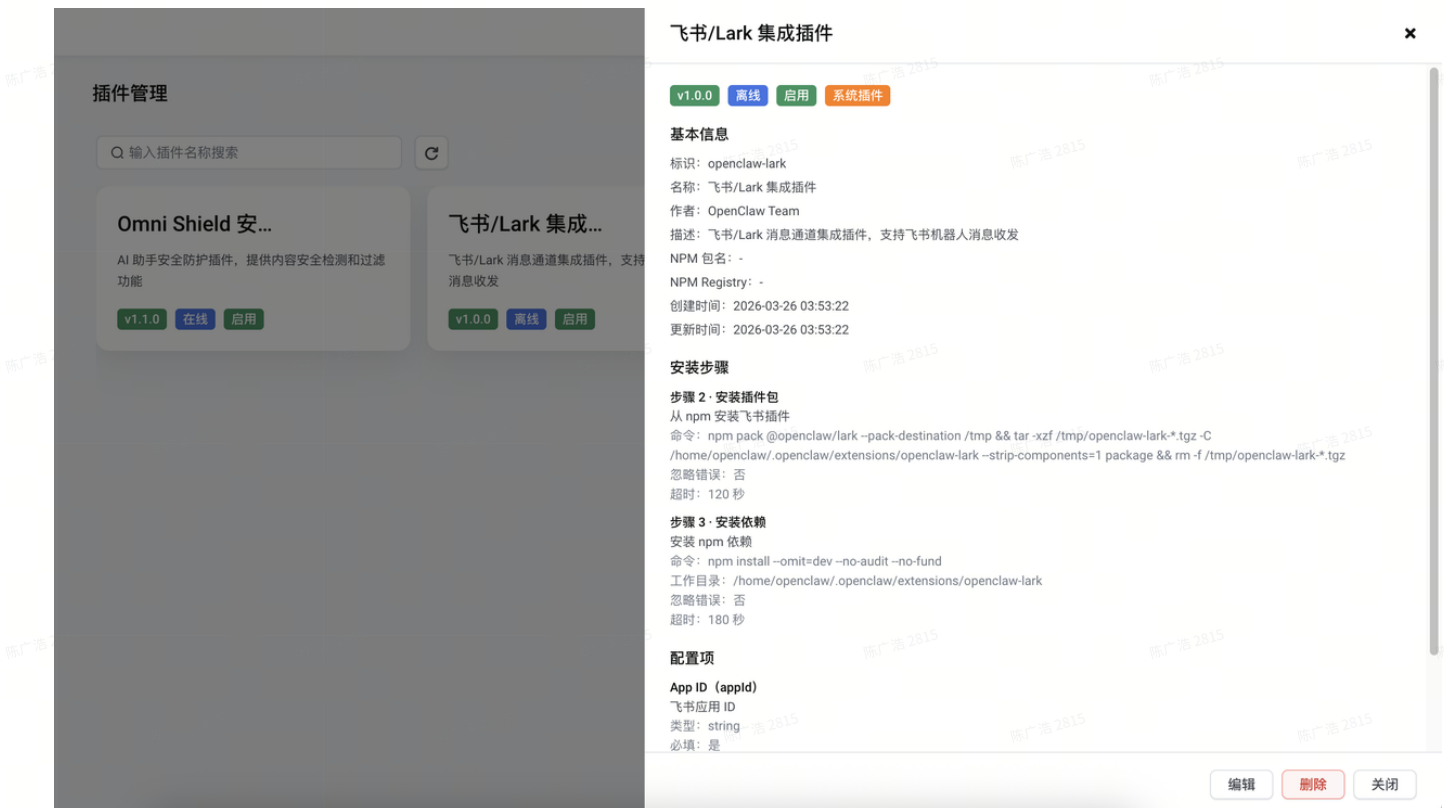 飞书/Lark 集成插件
插件管理
输入插件名称搜索
Omni Shield 安...
AI 助手安全防护插件，提供内容安全检测和过滤
功能
v1.1.0 在线 启用
飞书/Lark 集成...
飞书/Lark 消息通道集成插件，支持
消息收发
v1.0.0 离线 启用
v1.0.0 离线 启用 系统插件
基本信息
标识：openclaw-lark
名称：飞书/Lark 集成插件
作者：OpenClaw Team
描述：飞书/Lark 消息通道集成插件，支持飞书机器人消息收发
NPM 包名：-
NPM Registry：-
创建时间：2026-03-26 03:53:22
更新时间：2026-03-26 03:53:22
安装步骤
步骤 2 · 安装插件包
从 npm 安装飞书插件
命令：npm pack @openclaw/lark --pack-destination /tmp && tar -xzf /tmp/openclaw-lark-*.tgz -C
/home/openclaw/.openclaw/extensions/openclaw-lark --strip-components=1 package && rm -f /tmp/openclaw-lark-*.tgz
忽略错误：否
超时：120 秒
步骤 3 · 安装依赖
安装 npm 依赖
命令：npm install --omit=dev --no-audit --no-fund
工作目录：/home/openclaw/.openclaw/extensions/openclaw-lark
忽略错误：否
超时：180 秒
配置项
App ID（appId）
飞书应用 ID
类型：string
必填：是
编辑 删除 关闭
陈广浩 2815